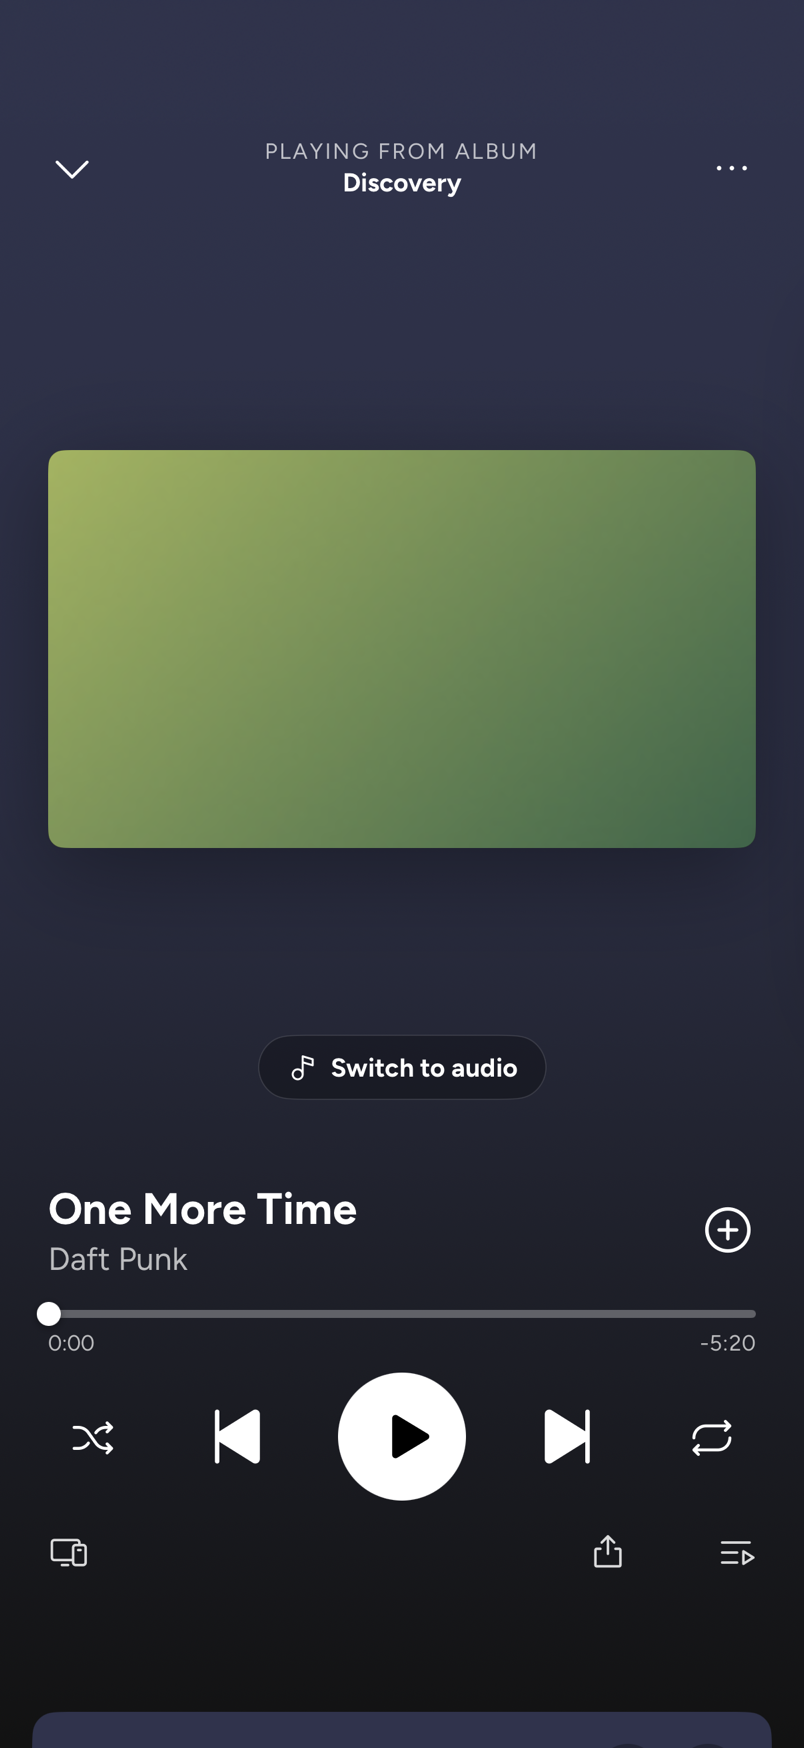 PLAYING FROM ALBUM
Discovery
Switch to audio
One More Time
Daft Punk
0:00
-5:20